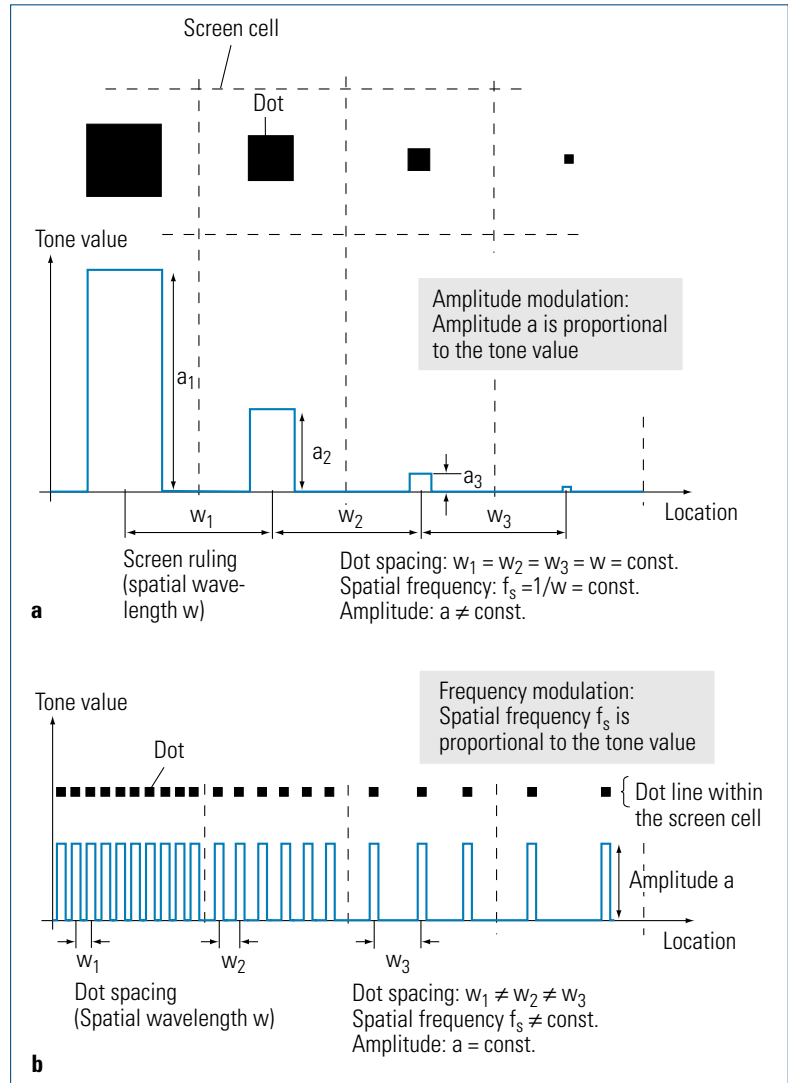 Screen cell
Dot
Tone value
Amplitude modulation:
Amplitude a is proportional
to the tone value
a₁
a₂
a₃
w₁
w₂
w₃
Location
Screen ruling
(spatial wave-
length w)
Dot spacing: w₁ = w₂ = w₃ = w = const.
Spatial frequency: fₛ =1/w = const.
Amplitude: a ≠ const.
a
Frequency modulation:
Spatial frequency fₛ is
proportional to the tone value
Tone value
Dot
Dot line within
the screen cell
Amplitude a
Location
w₁
w₂
w₃
Dot spacing
(Spatial wavelength w)
Dot spacing: w₁ ≠ w₂ ≠ w₃
Spatial frequency fₛ ≠ const.
Amplitude: a = const.
b